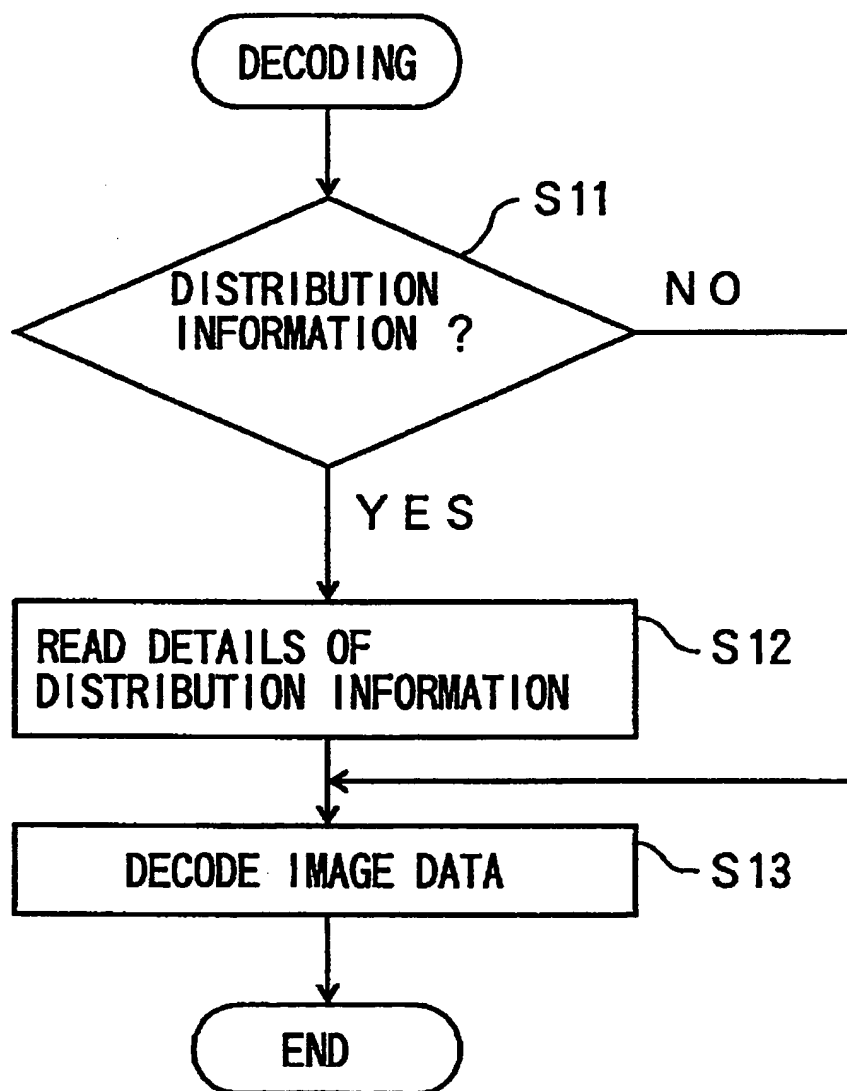 DECODING
S11
DISTRIBUTION
INFORMATION ?
NO
YES
READ DETAILS OF
DISTRIBUTION INFORMATION
S12
DECODE IMAGE DATA
S13
END